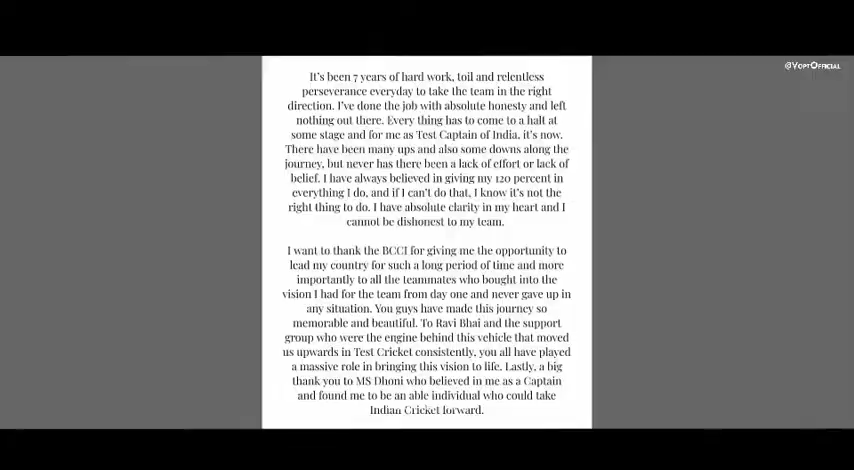 @YoptOfficial
It's been 7 years of hard work, toil and relentless
perseverance everyday to take the team in the right
direction. I've done the job with absolute honesty and left
nothing out there. Every thing has to come to a halt at
some stage and for me as Test Captain of India, it's now.
There have been many ups and also some downs along the
journey, but never has there been a lack of effort or lack of
belief. I have always believed in giving my 120 percent in
everything I do, and if I can't do that, I know it's not the
right thing to do. I have absolute clarity in my heart and I
cannot be dishonest to my team.
I want to thank the BCCI for giving me the opportunity to
lead my country for such a long period of time and more
importantly to all the teammates who bought into the
vision I had for the team from day one and never gave up in
any situation. You guys have made this journey so
memorable and beautiful. To Ravi Bhai and the support
group who were the engine behind this vehicle that moved
us upwards in Test Cricket consistently, you all have played
a massive role in bringing this vision to life. Lastly, a big
thank you to MS Dhoni who believed in me as a Captain
and found me to be an able individual who could take
Indian Cricket forward.